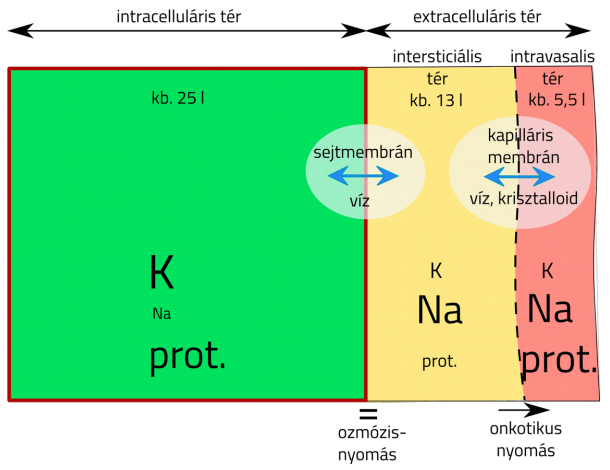 intracelluláris tér
extracelluláris tér
intersticiális
tér
kb. 13 l
intravasalis
tér
kb. 5,5 l
kb. 25 l
sejtmembrán
víz
kapilláris
membrán
víz, krisztalloid
K
Na
prot.
K
Na
prot.
K
Na
prot.
=
ozmózis-
nyomás
onkotikus
nyomás